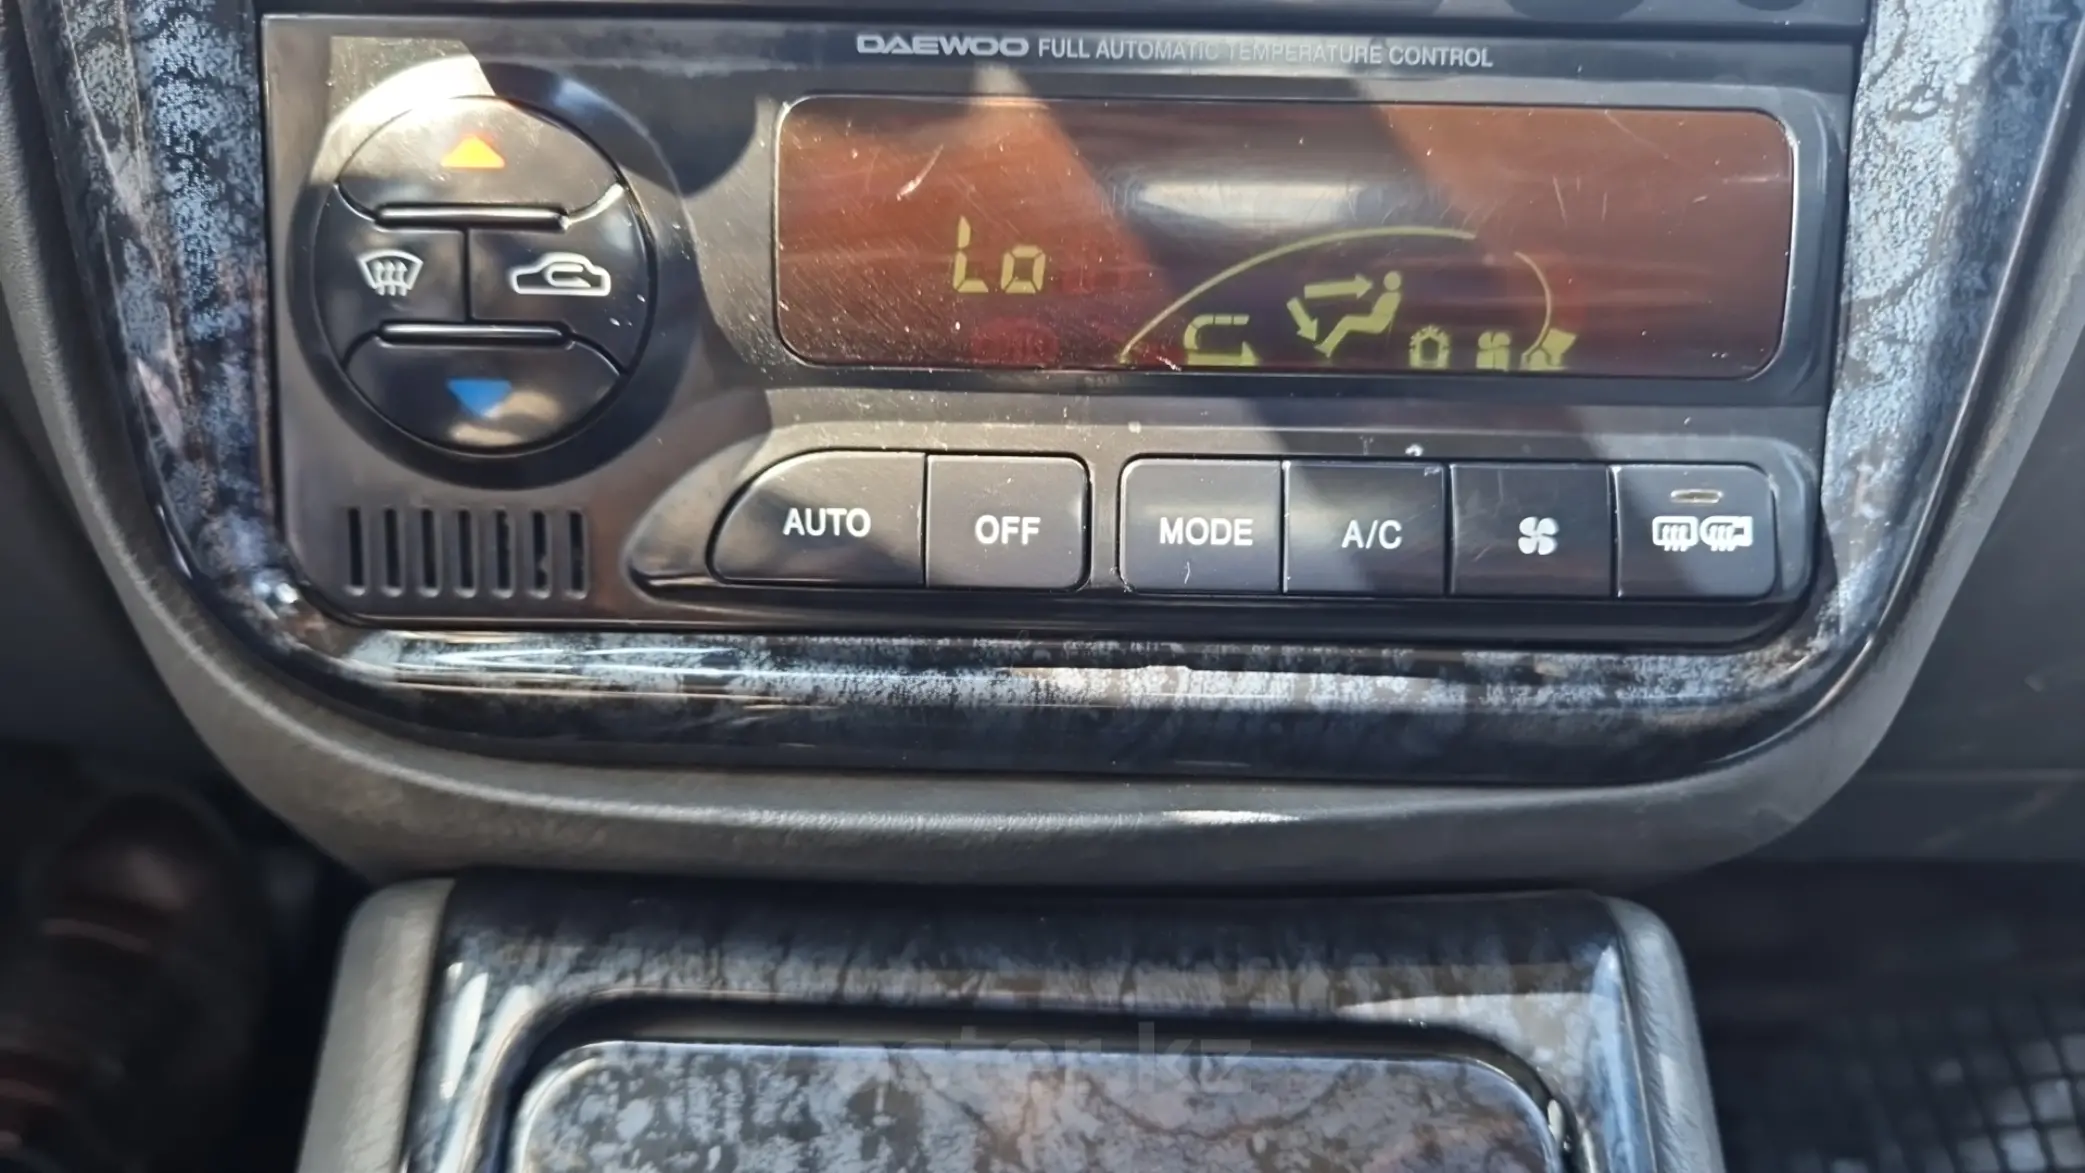 DAEWOO FULL AUTOMATIC TEMPERATURE CONTROL
Lo
AUTO OFF MODE A/C